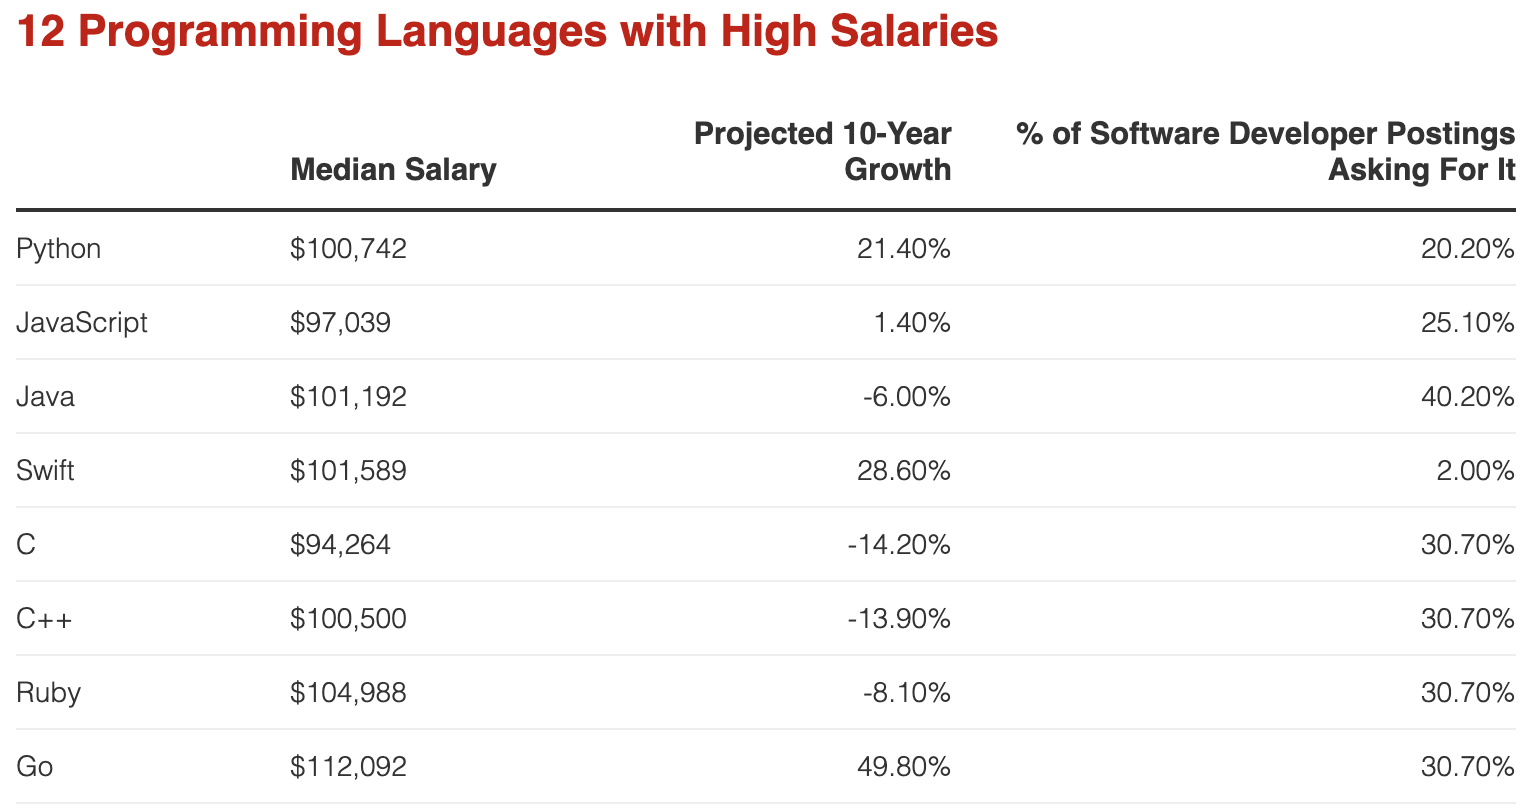 12 Programming Languages with High Salaries
Median Salary Projected 10-Year Growth % of Software Developer Postings Asking For It
Python $100,742 21.40% 20.20%
JavaScript $97,039 1.40% 25.10%
Java $101,192 -6.00% 40.20%
Swift $101,589 28.60% 2.00%
C $94,264 -14.20% 30.70%
C++ $100,500 -13.90% 30.70%
Ruby $104,988 -8.10% 30.70%
Go $112,092 49.80% 30.70%